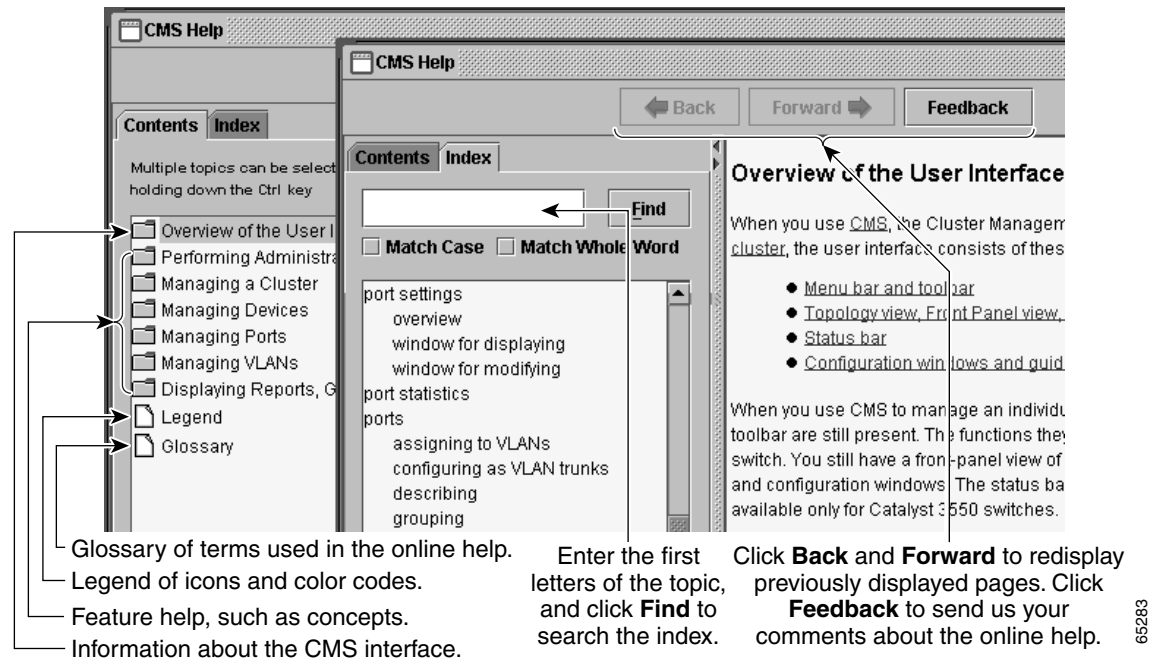 CMS Help
CMS Help
Back
Forward
Feedback
Contents
Index
Multiple topics can be select
holding down the Ctrl key
Overview of the User I
Performing Administra
Managing a Cluster
Managing Devices
Managing Ports
Managing VLANs
Displaying Reports, G
Legend
Glossary
Contents
Index
Find
Match Case
Match Whole Word
port settings
overview
window for displaying
window for modifying
port statistics
ports
assigning to VLANs
configuring as VLAN trunks
describing
grouping
Overview of the User Interface
When you use CMS, the Cluster Managem
cluster, the user interface consists of thes
Menu bar and toolbar
Topology view, Front Panel view,
Status bar
Configuration windows and guid
When you use CMS to manage an individu
toolbar are still present. The functions they
switch. You still have a front-panel view of
and configuration windows. The status ba
available only for Catalyst 3550 switches.
Glossary of terms used in the online help.
Legend of icons and color codes.
Feature help, such as concepts.
Information about the CMS interface.
Enter the first
letters of the topic,
and click Find to
search the index.
Click Back and Forward to redisplay
previously displayed pages. Click
Feedback to send us your
comments about the online help.
65283